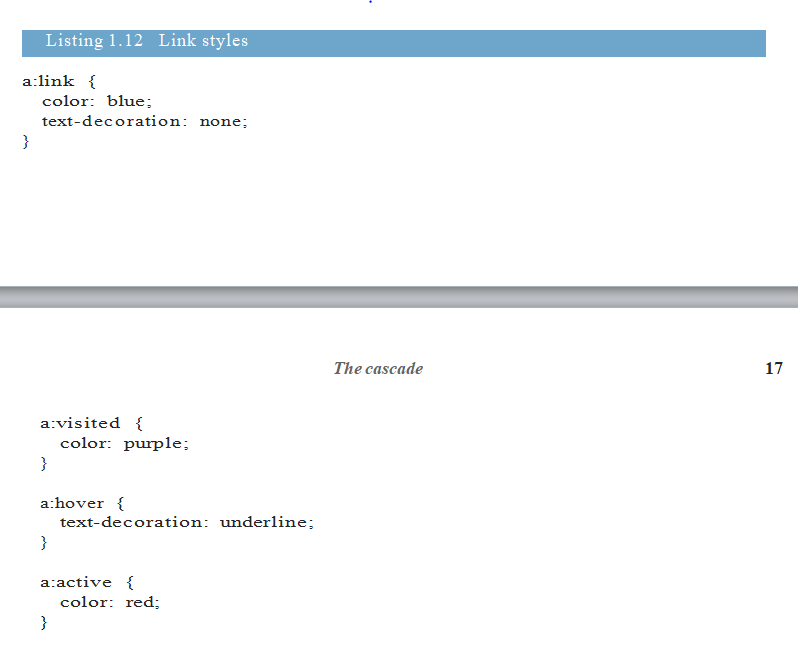 Listing 1.12 Link styles
a:link {
color: blue;
text-decoration: none;
}
The cascade
17
a:visited {
color: purple;
}
a:hover {
text-decoration: underline;
}
a:active {
color: red;
}